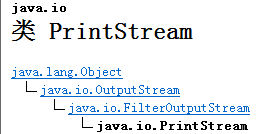 java.io
类 PrintStream
java.lang.Object
java.io.OutputStream
java.io.FilterOutputStream
java.io.PrintStream